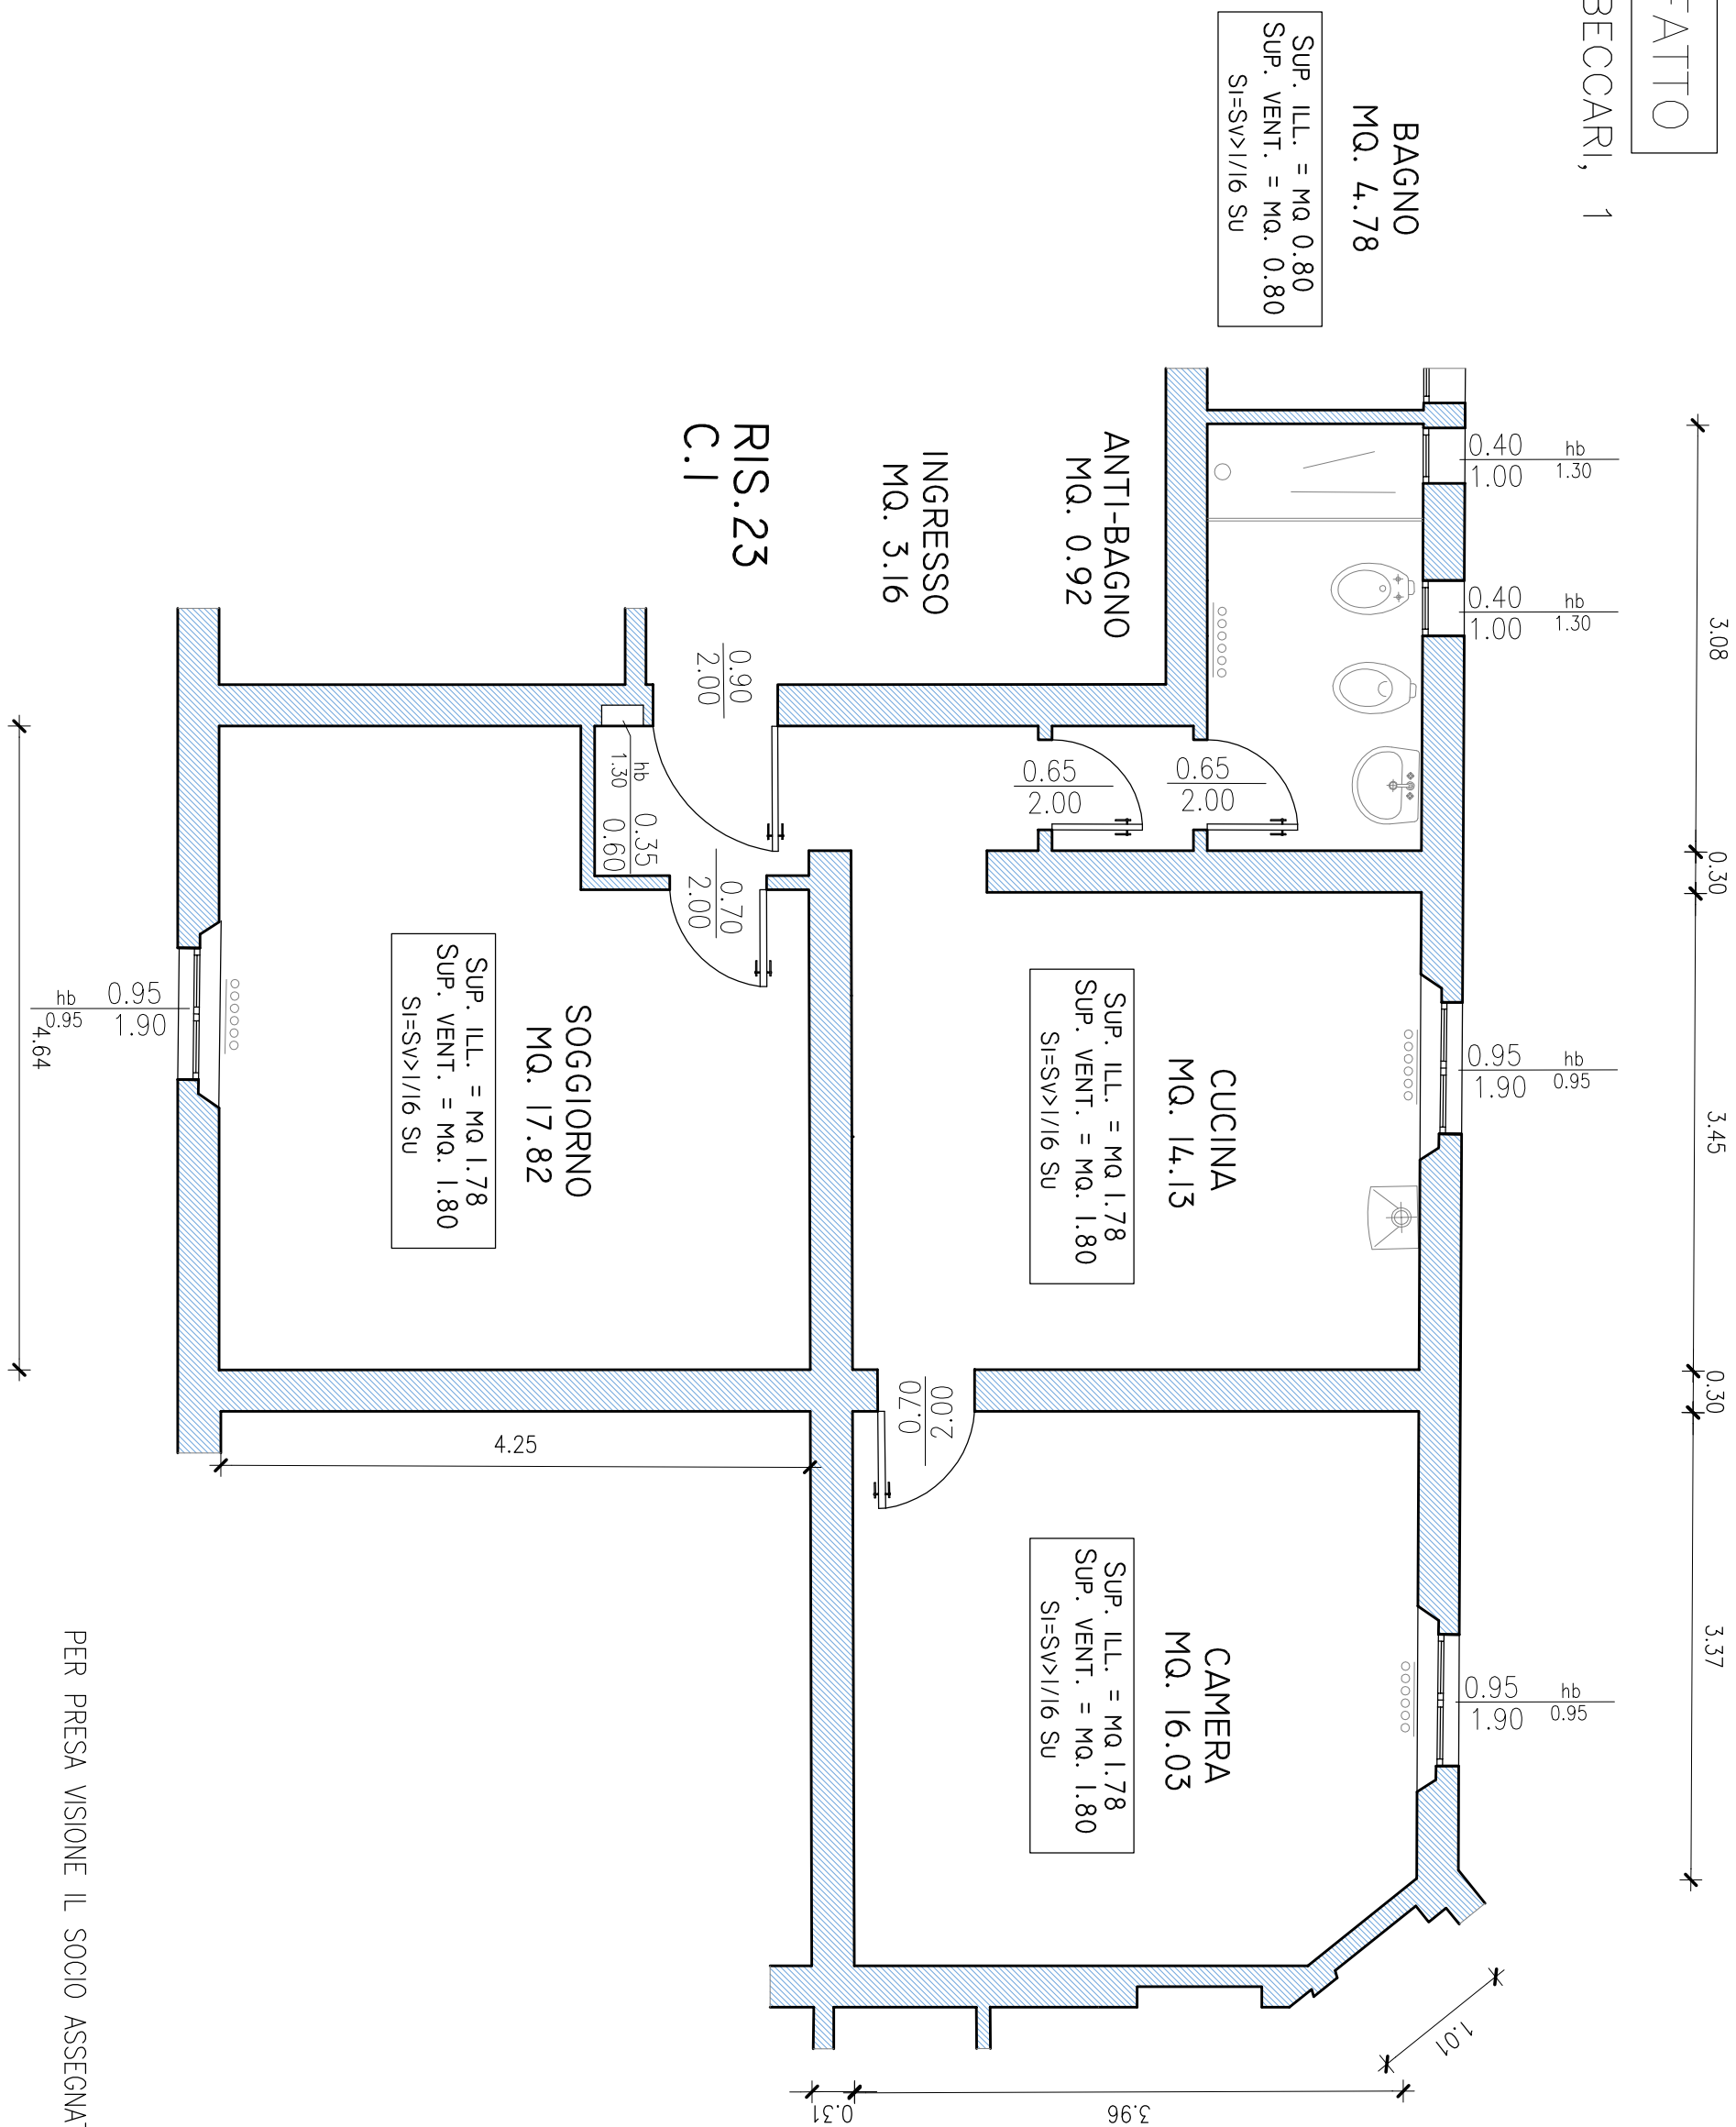 FATTO
BECCARI, 1
BAGNO
MQ. 4.78
SUP. ILL. = MQ 0.80
SUP. VENT. = MQ. 0.80
SI=SV>1/16 SU
0.40
1.00
hb
1.30
0.40
1.00
hb
1.30
3.08
0.30
3.45
0.30
3.37
ANTI-BAGNO
MQ. 0.92
INGRESSO
MQ. 3.16
RIS.23
C.1
0.90
2.00
0.65
2.00
0.65
2.00
hb
1.30
0.35
0.60
0.70
2.00
0.95
1.90
hb
0.95
CUCINA
MQ. 14.13
SUP. ILL. = MQ 1.78
SUP. VENT. = MQ. 1.80
SI=SV>1/16 SU
SOGGIORNO
MQ. 17.82
SUP. ILL. = MQ 1.78
SUP. VENT. = MQ. 1.80
SI=SV>1/16 SU
hb
0.95
0.95
1.90
4.64
4.25
2.00
0.70
0.95
1.90
hb
0.95
CAMERA
MQ. 16.03
SUP. ILL. = MQ 1.78
SUP. VENT. = MQ. 1.80
SI=SV>1/16 SU
1.01
3.96
0.31
PER PRESA VISIONE IL SOCIO ASSEGNAT